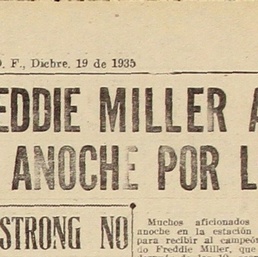 D. F., Dicbre. 19 de 1935
EDDIE MILLER A
ANOCHE POR L
STRONG NO
Muchos aficionados
anoche en la estación
para recibir al campeó
do Freddie Miller, que